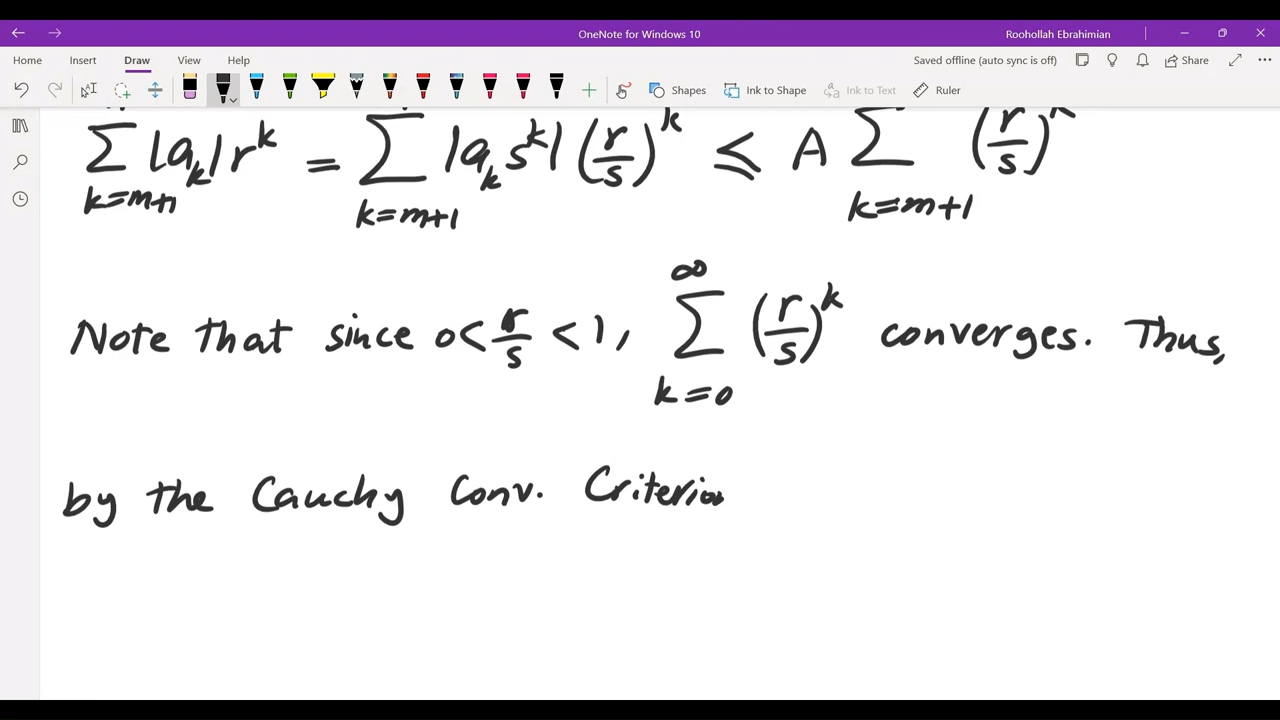 OneNote for Windows 10
Roohollah Ebrahimian
Home Insert Draw View Help
Saved offline (auto sync is off)
Share
Shapes
Ink to Shape
Ink to Text
Ruler
∑_{k=m+1} |a_k| r^k = ∑_{k=m+1} |a_k s^k| (r/s)^k ≤ A ∑_{k=m+1} (r/s)^k
Note that since 0 < r/s < 1, ∑_{k=0}^{∞} (r/s)^k converges. Thus,
by the Cauchy Conv. Criterion